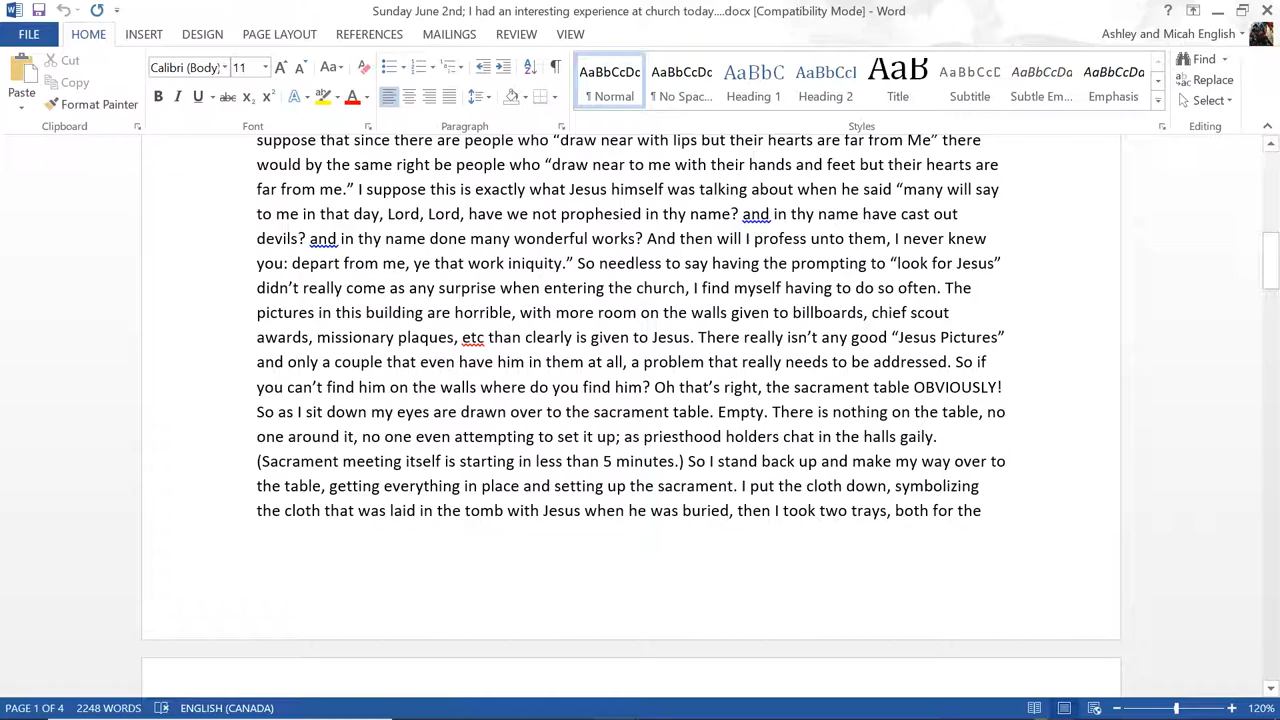 Sunday June 2nd; I had an interesting experience at church today....docx [Compatibility Mode] - Word
FILE HOME INSERT DESIGN PAGE LAYOUT REFERENCES MAILINGS REVIEW VIEW Ashley and Micah English
Paste
Cut
Copy
Format Painter
Clipboard
Calibri (Body) 11
Font
Paragraph
AaBbCcDc AaBbCcDc AaBbC AaBbCcI AaB AaBbCcD AaBbCcDc AaBbCcDc
¶ Normal ¶ No Spac... Heading 1 Heading 2 Title Subtitle Subtle Em... Emphasis
Styles
Find
Replace
Select
Editing
suppose that since there are people who “draw near with lips but their hearts are far from Me” there
would by the same right be people who “draw near to me with their hands and feet but their hearts are
far from me.” I suppose this is exactly what Jesus himself was talking about when he said “many will say
to me in that day, Lord, Lord, have we not prophesied in thy name? and in thy name have cast out
devils? and in thy name done many wonderful works? And then will I profess unto them, I never knew
you: depart from me, ye that work iniquity.” So needless to say having the prompting to “look for Jesus”
didn’t really come as any surprise when entering the church, I find myself having to do so often. The
pictures in this building are horrible, with more room on the walls given to billboards, chief scout
awards, missionary plaques, etc than clearly is given to Jesus. There really isn’t any good “Jesus Pictures”
and only a couple that even have him in them at all, a problem that really needs to be addressed. So if
you can’t find him on the walls where do you find him? Oh that’s right, the sacrament table OBVIOUSLY!
So as I sit down my eyes are drawn over to the sacrament table. Empty. There is nothing on the table, no
one around it, no one even attempting to set it up; as priesthood holders chat in the halls gaily.
(Sacrament meeting itself is starting in less than 5 minutes.) So I stand back up and make my way over to
the table, getting everything in place and setting up the sacrament. I put the cloth down, symbolizing
the cloth that was laid in the tomb with Jesus when he was buried, then I took two trays, both for the
PAGE 1 OF 4 2248 WORDS ENGLISH (CANADA) 120%